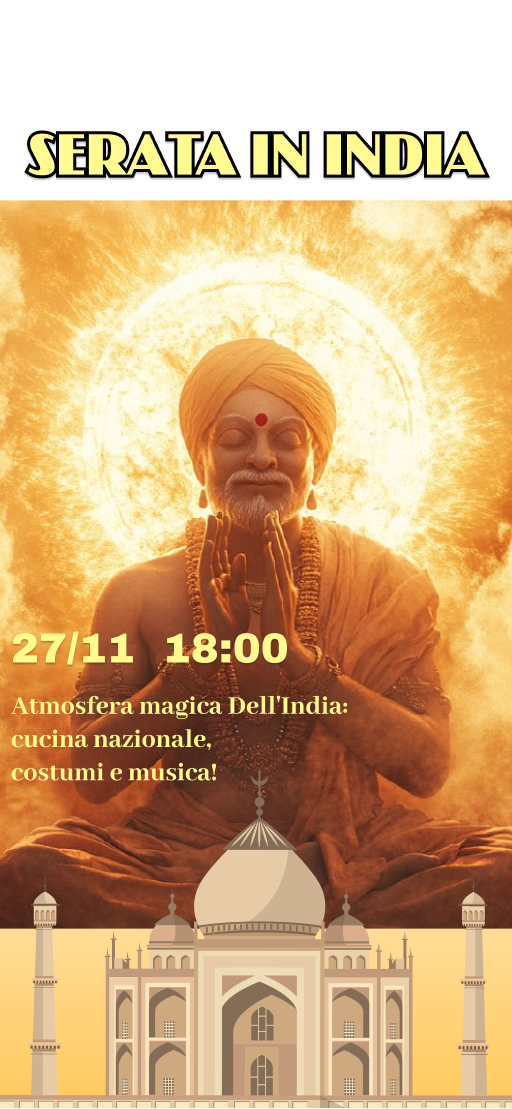 SERATA IN INDIA
27/11 18:00
Atmosfera magica Dell'India:
cucina nazionale,
costumi e musica!